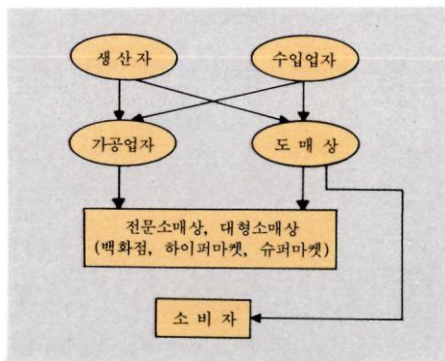 생 산 자
수입업자
가공업자
도 매 상
전문소매상, 대형소매상
(백화점, 하이퍼마켓, 슈퍼마켓)
소 비 자